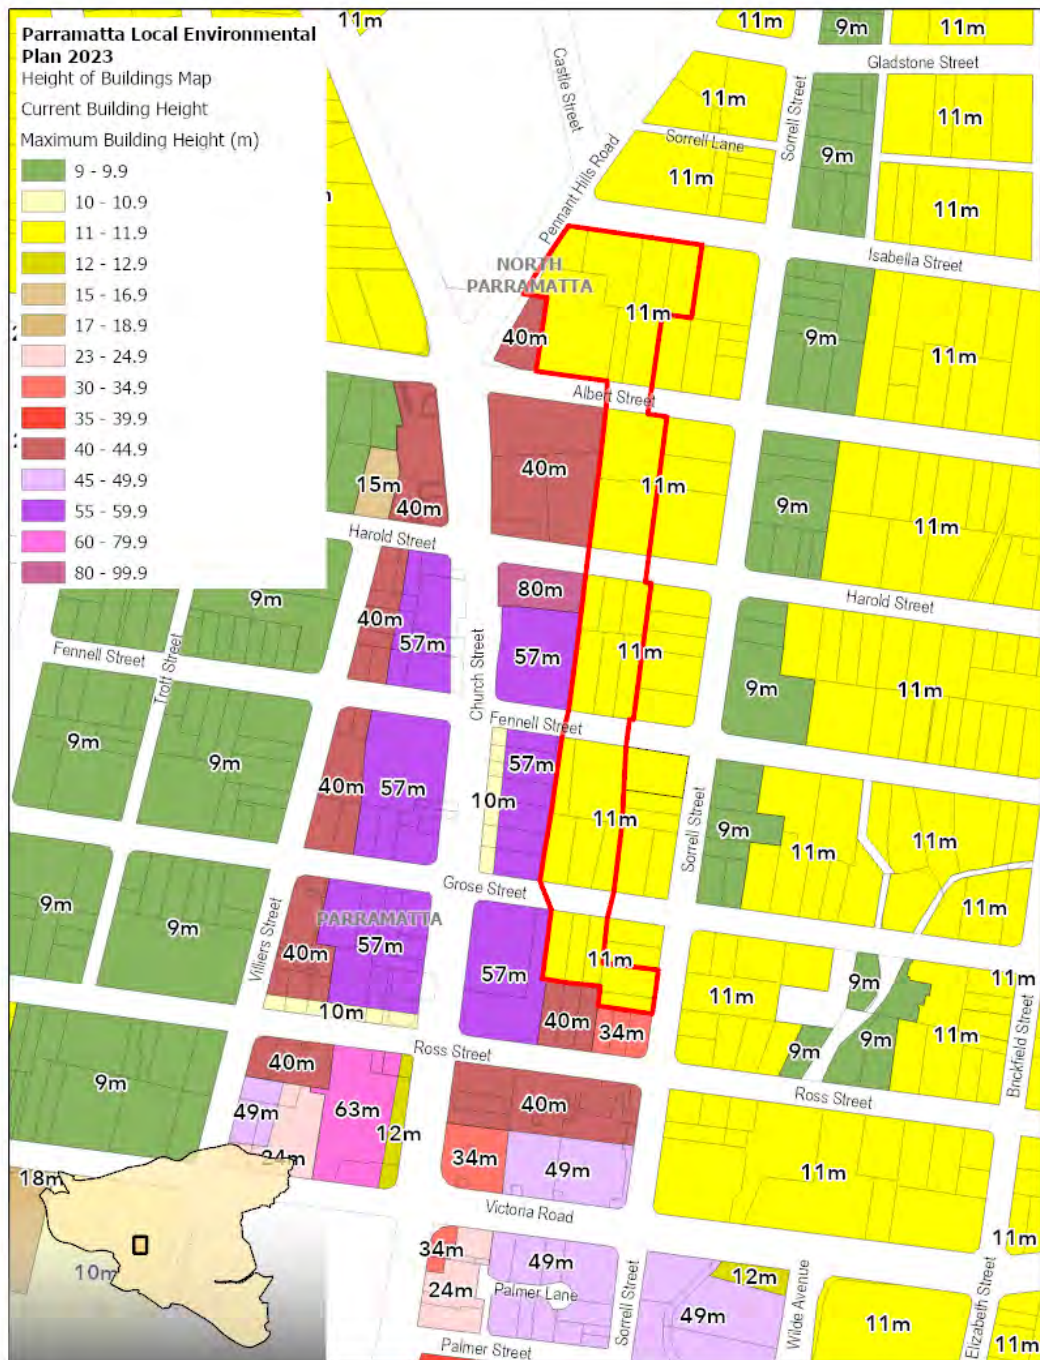 Parramatta Local Environmental
Plan 2023
Height of Buildings Map
Current Building Height
Maximum Building Height (m)
9 - 9.9
10 - 10.9
11 - 11.9
12 - 12.9
15 - 16.9
17 - 18.9
23 - 24.9
30 - 34.9
35 - 39.9
40 - 44.9
45 - 49.9
55 - 59.9
60 - 79.9
80 - 99.9
11m
11m
9m
11m
Gladstone Street
Castle Street
11m
Sorrell Street
11m
Sorrell Lane
9m
11m
Pennant Hills Road
11m
Isabella Street
NORTH
PARRAMATTA
11m
40m
9m
11m
Albert Street
40m
11m
15m
40m
9m
11m
Harold Street
80m
9m
40m
57m
57m
11m
Harold Street
Fennell Street
Trott Street
Church Street
9m
11m
Fennell Street
9m
9m
40m
57m
57m
10m
11m
Sorrell Street
9m
11m
11m
Grose Street
9m
9m
Villiers Street
PARRAMATTA
40m
57m
57m
11m
11m
9m
11m
11m
10m
40m
34m
9m
9m
11m
Brickfield Street
Ross Street
Ross Street
9m
40m
49m
63m
12m
24m
40m
34m
49m
11m
18m
Victoria Road
11m
10m
34m
24m
49m
Palmer Lane
Sorrell Street
12m
49m
Wilde Avenue
11m
Elizabeth Street
11m
Palmer Street